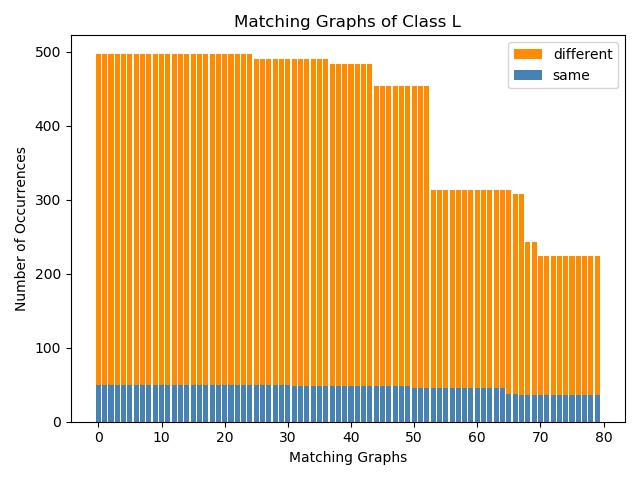 Matching Graphs of Class L
different
same
Number of Occurrences
500
400
300
200
100
0
0 10 20 30 40 50 60 70 80
Matching Graphs